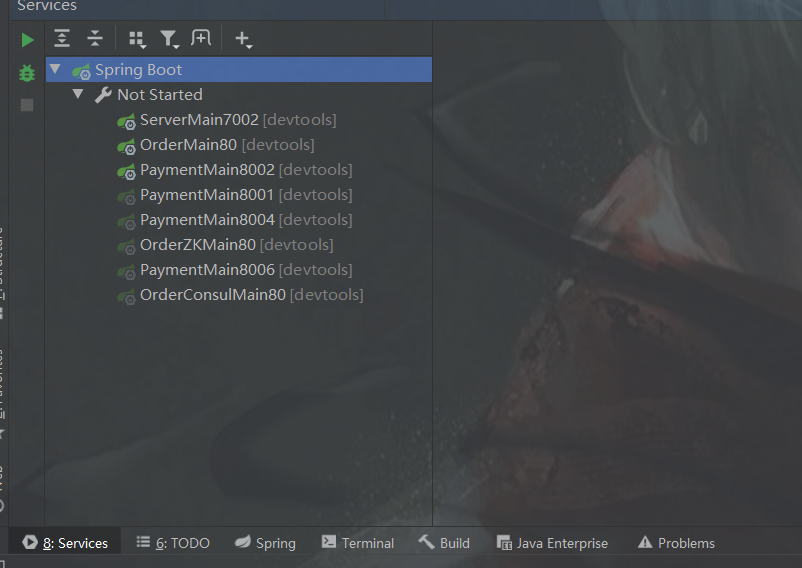 Services
Spring Boot
Not Started
ServerMain7002 [devtools]
OrderMain80 [devtools]
PaymentMain8002 [devtools]
PaymentMain8001 [devtools]
PaymentMain8004 [devtools]
OrderZKMain80 [devtools]
PaymentMain8006 [devtools]
OrderConsulMain80 [devtools]
8: Services 6: TODO Spring Terminal Build Java Enterprise Problems